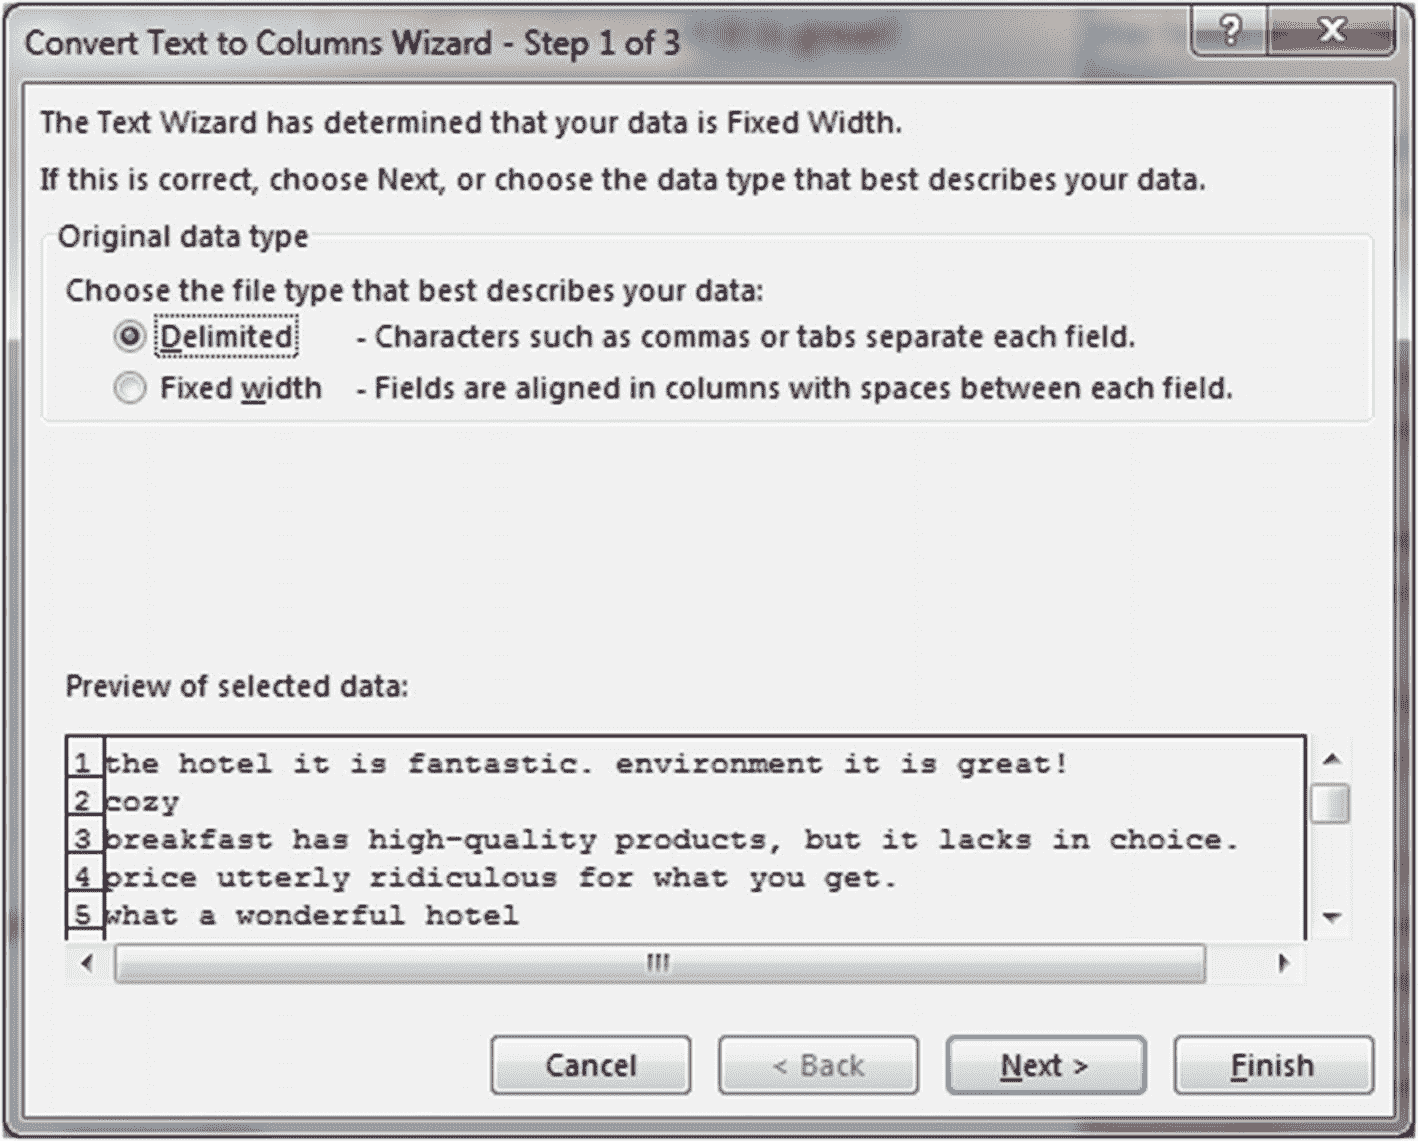 Convert Text to Columns Wizard - Step 1 of 3
The Text Wizard has determined that your data is Fixed Width.
If this is correct, choose Next, or choose the data type that best describes your data.
Original data type
Choose the file type that best describes your data:
Delimited - Characters such as commas or tabs separate each field.
Fixed width - Fields are aligned in columns with spaces between each field.
Preview of selected data:
1 the hotel it is fantastic. environment it is great!
2 cozy
3 breakfast has high-quality products, but it lacks in choice.
4 price utterly ridiculous for what you get.
5 what a wonderful hotel
Cancel < Back Next > Finish